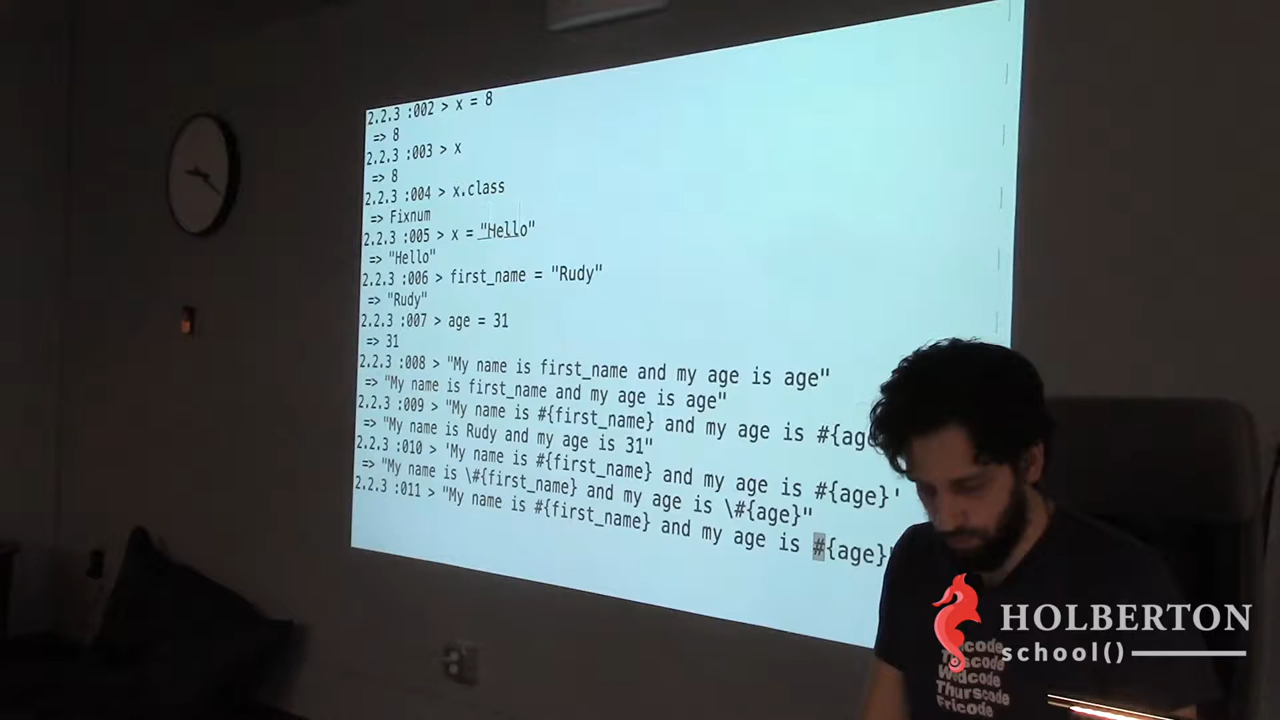 2.2.3 :002 > x = 8
=> 8
2.2.3 :003 > x
=> 8
2.2.3 :004 > x.class
=> Fixnum
2.2.3 :005 > x = "Hello"
=> "Hello"
2.2.3 :006 > first_name = "Rudy"
=> "Rudy"
2.2.3 :007 > age = 31
=> 31
2.2.3 :008 > "My name is first_name and my age is age"
=> "My name is first_name and my age is age"
2.2.3 :009 > "My name is #{first_name} and my age is #{age
=> "My name is Rudy and my age is 31"
2.2.3 :010 > 'My name is #{first_name} and my age is #{age}'
=> "My name is \#{first_name} and my age is \#{age}"
2.2.3 :011 > "My name is #{first_name} and my age is #{age}"
HOLBERTON
school()
Wedcode
Thurscode
Fricode